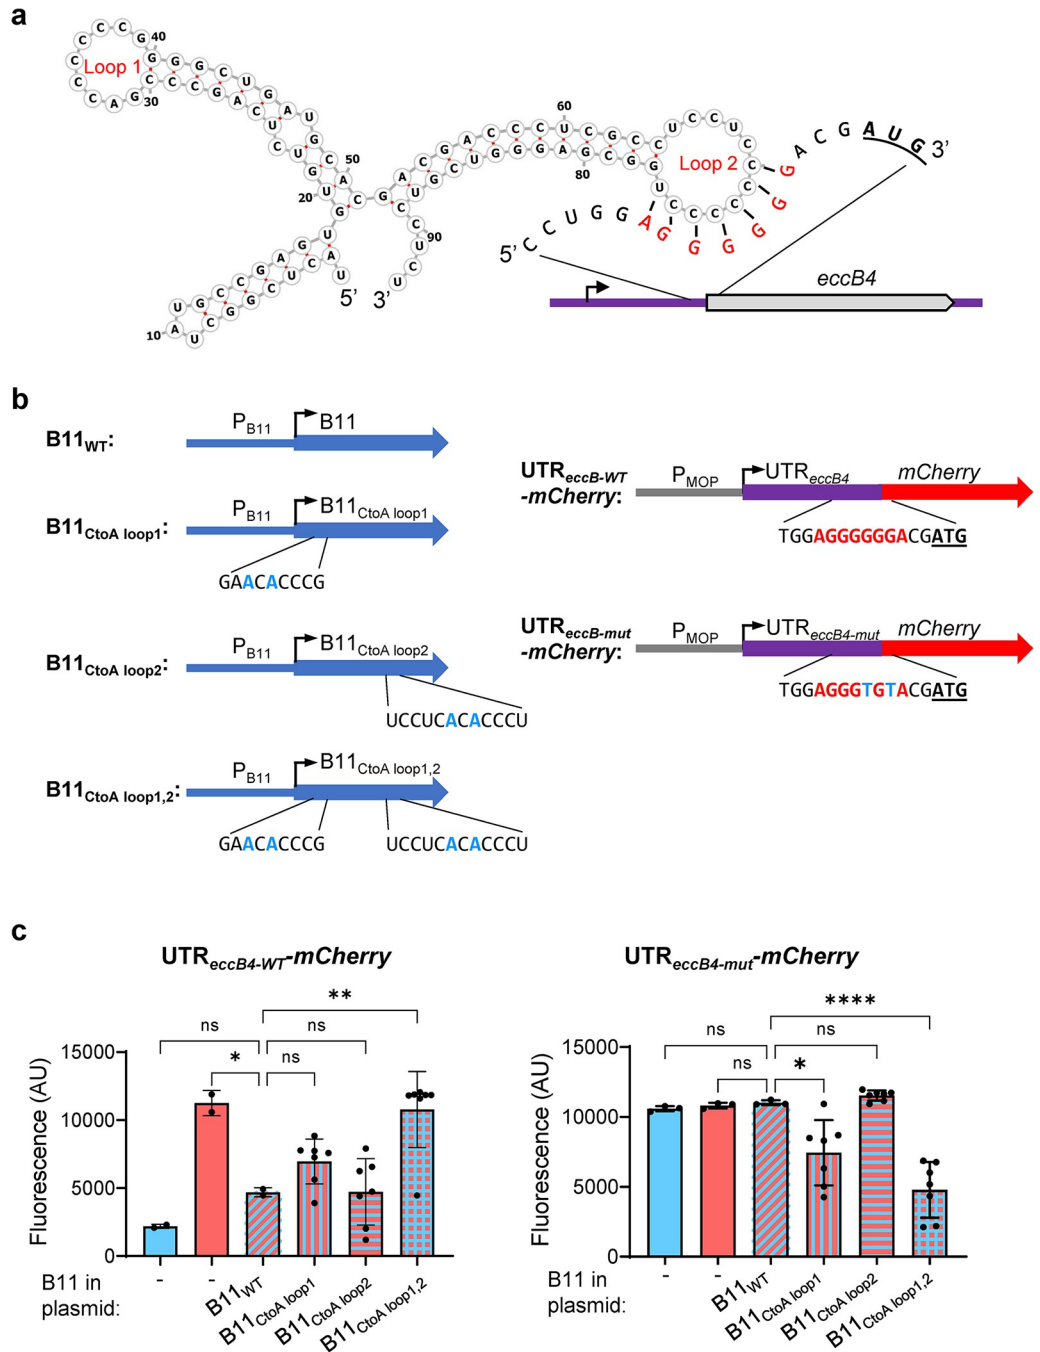 a
Loop 1
10
20
30
40
50
60
80
90
5’
3’
Loop 2
5’ C C U G G A G G G G G G A C G A U G 3’
eccB4
b
B11WT:
PB11
B11
B11CtoA loop1:
PB11
B11CtoA loop1
GAACACCCG
B11CtoA loop2:
PB11
B11CtoA loop2
UCCUCACACCCU
B11CtoA loop1,2:
PB11
B11CtoA loop1,2
GAACACCCG
UCCUCACACCCU
UTReccB-WT
-mCherry:
PMOP
UTReccB4
mCherry
TGGAGGGGGGACGATG
UTReccB-mut
-mCherry:
PMOP
UTReccB4-mut
mCherry
TGGAGGGTGTACGATG
c
UTReccB4-WT-mCherry
**
ns
ns
*
ns
15000
10000
5000
0
Fluorescence (AU)
B11 in
plasmid:
-
-
B11WT
B11CtoA loop1
B11CtoA loop2
B11CtoA loop1,2
UTReccB4-mut-mCherry
****
ns
ns
ns
*
15000
10000
5000
0
Fluorescence (AU)
B11 in
plasmid:
-
-
B11WT
B11CtoA loop1
B11CtoA loop2
B11CtoA loop1,2